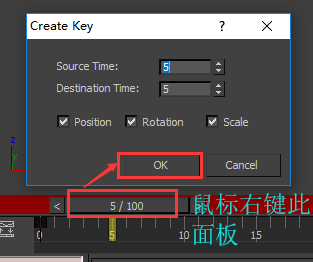 Create Key
?
Source Time: 5
Destination Time: 5
Position Rotation Scale
OK Cancel
z
y
< 5 / 100
鼠标右键此
面板
0 5 10 15